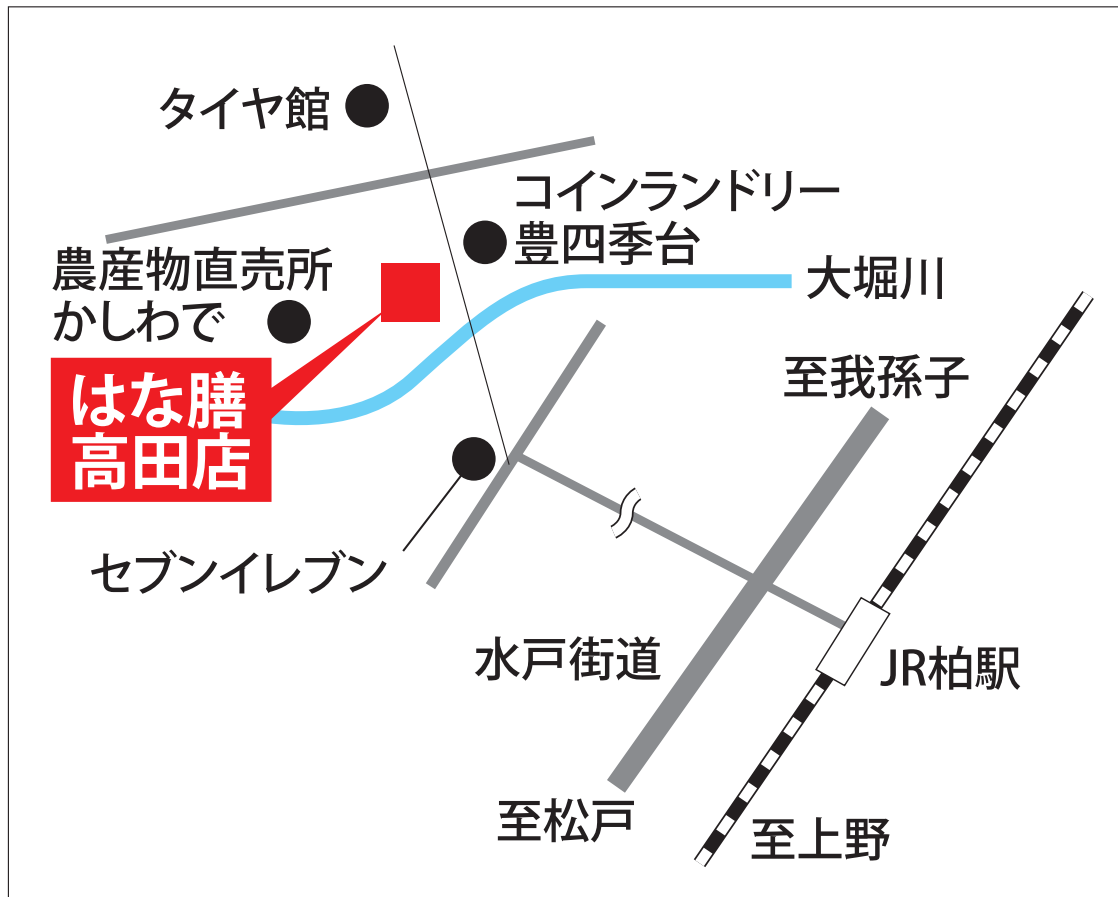 タイヤ館
コインランドリー
豊四季台
農産物直売所
かしわで
大堀川
はな膳
高田店
至我孫子
セブンイレブン
水戸街道
JR柏駅
至松戸
至上野